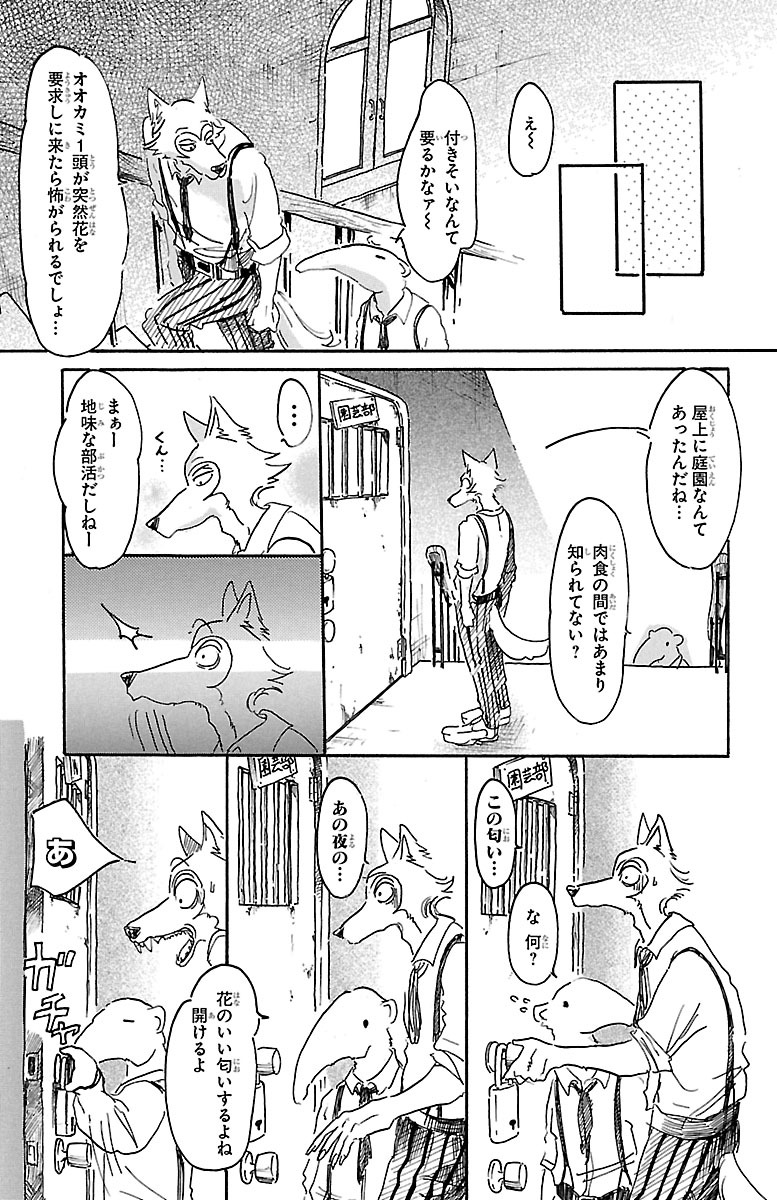 え〜
付きそいなんて
要るかなァ〜
オオカミ1頭が突然花を
要求しに来たら怖がられるでしょ…
屋上に庭園なんて
あったんだね…
肉食の間ではあまり
知られてない?
園芸部
…
くん…
まぁー
地味な部活だしねー
園芸部
この匂い…
な 何?
園芸部
あの夜の…
花のいい匂いするよね
開けるよ
あ
ガチャ